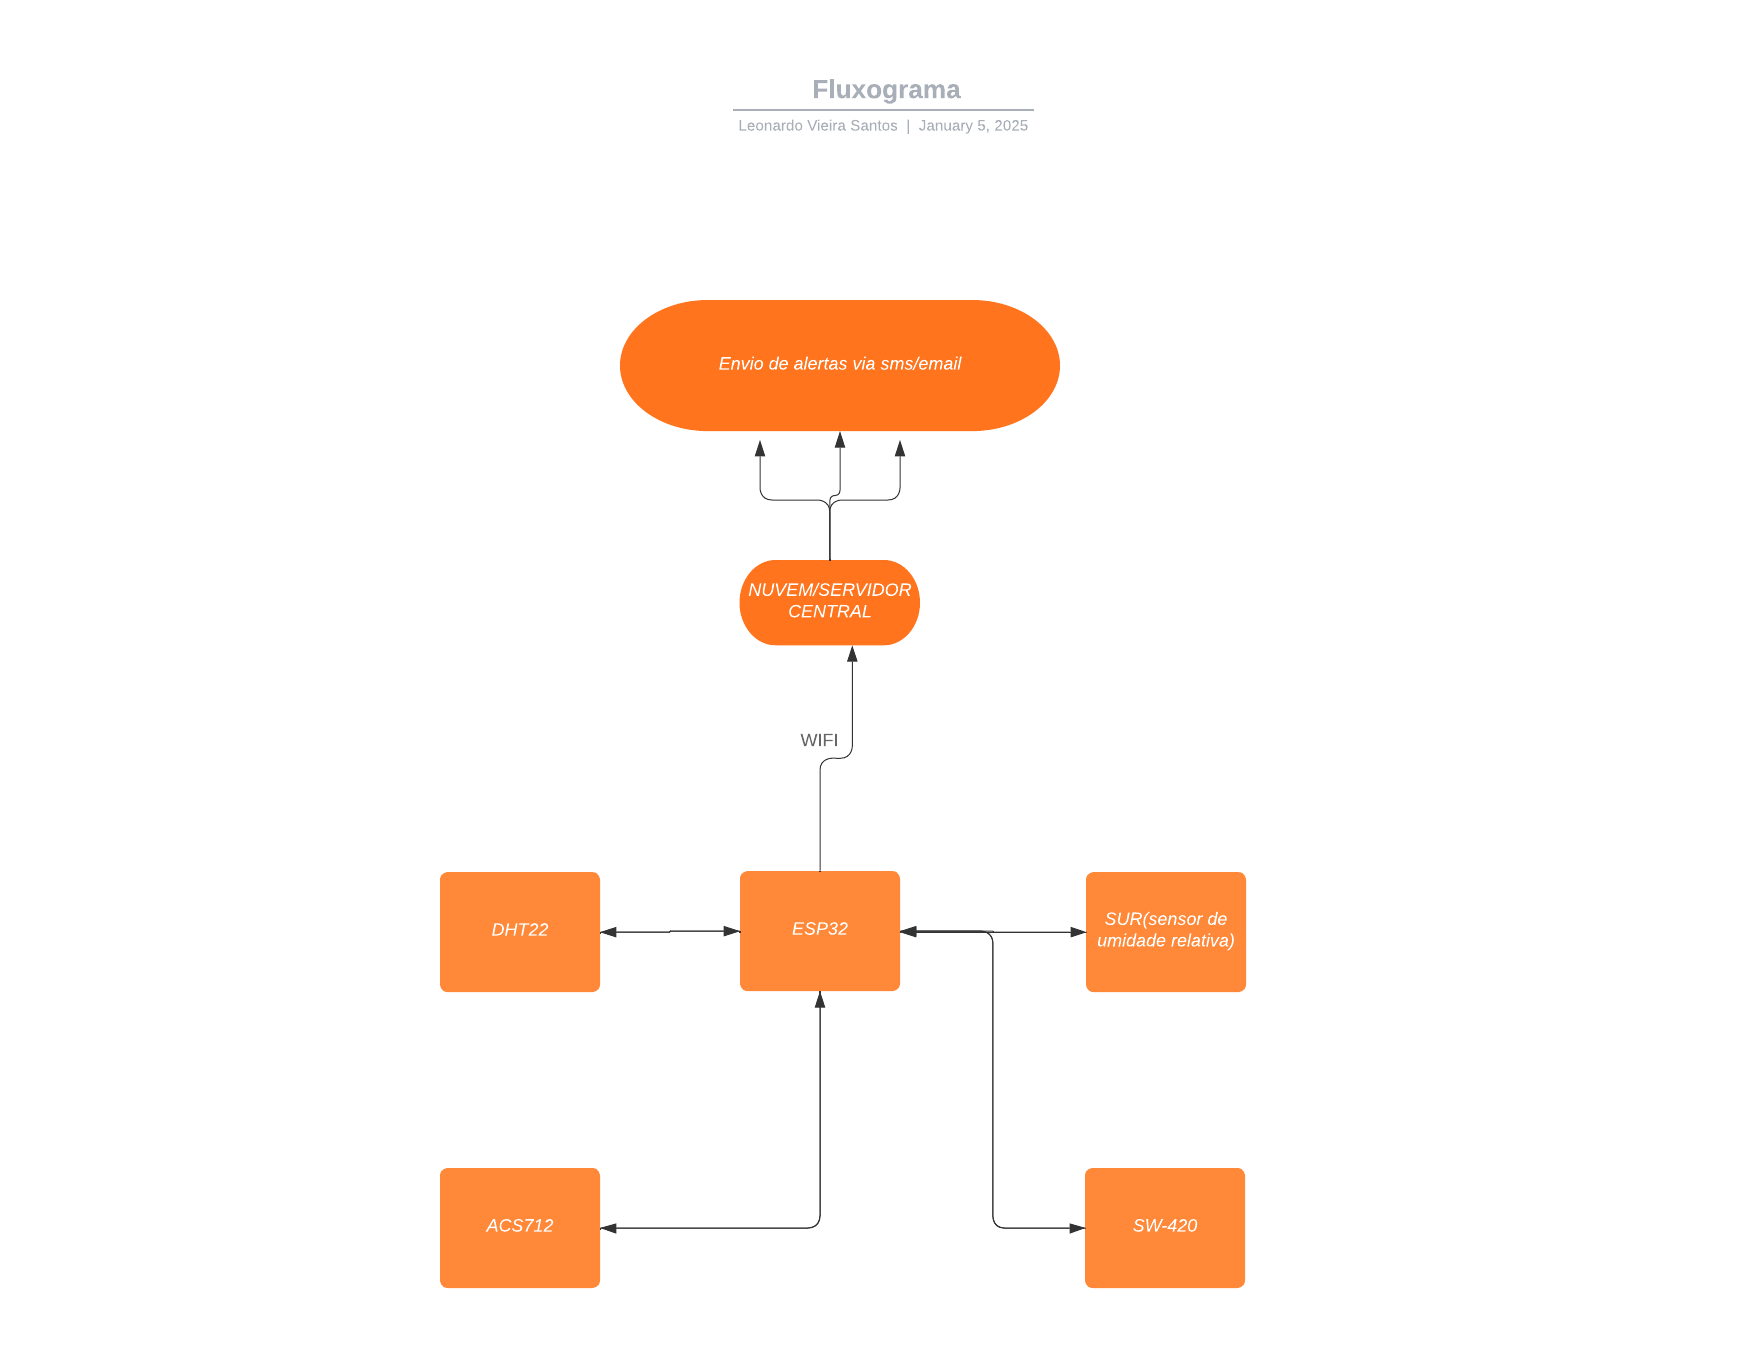 Fluxograma
Leonardo Vieira Santos | January 5, 2025
Envio de alertas via sms/email
NUVEM/SERVIDOR
CENTRAL
WIFI
DHT22
ESP32
SUR(sensor de
umidade relativa)
ACS712
SW-420